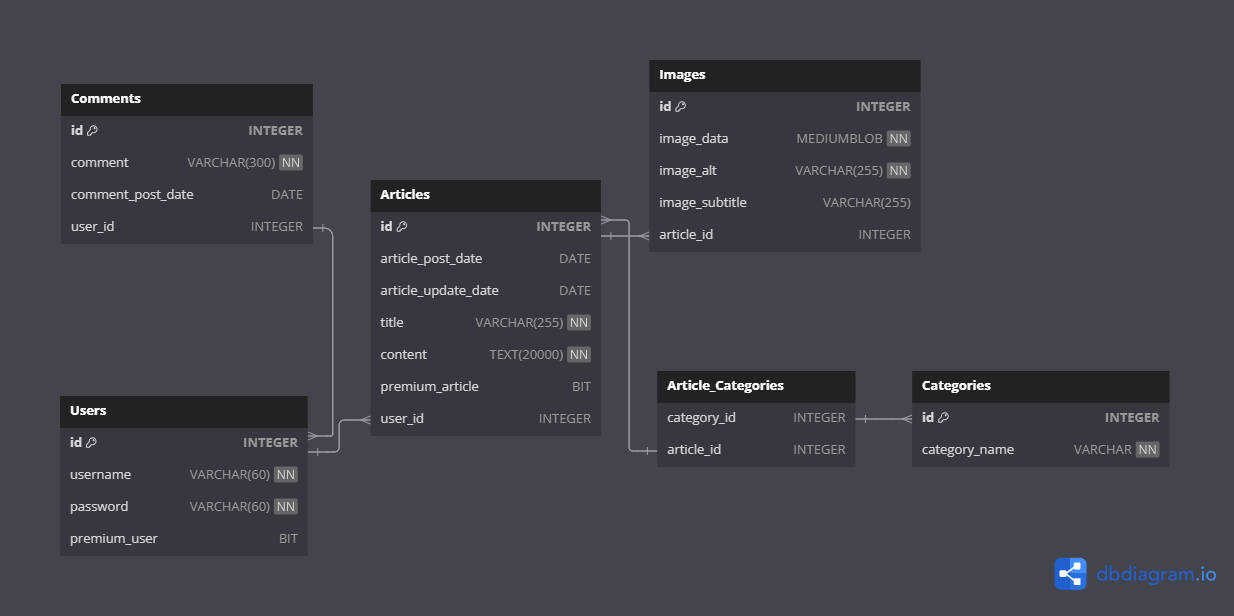 Comments
id INTEGER
comment VARCHAR(300) NN
comment_post_date DATE
user_id INTEGER
Users
id INTEGER
username VARCHAR(60) NN
password VARCHAR(60) NN
premium_user BIT
Articles
id INTEGER
article_post_date DATE
article_update_date DATE
title VARCHAR(255) NN
content TEXT(20000) NN
premium_article BIT
user_id INTEGER
Images
id INTEGER
image_data MEDIUMBLOB NN
image_alt VARCHAR(255) NN
image_subtitle VARCHAR(255)
article_id INTEGER
Article_Categories
category_id INTEGER
article_id INTEGER
Categories
id INTEGER
category_name VARCHAR NN
dbdiagram.io